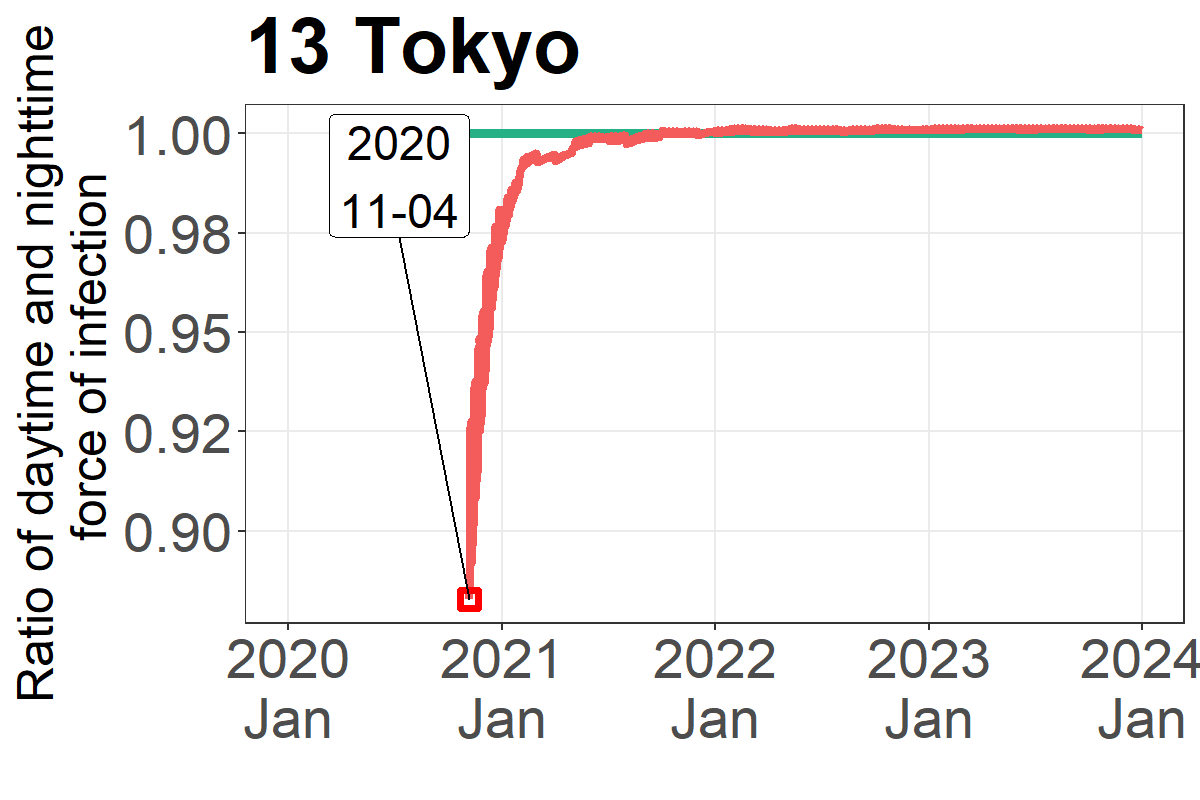 13 Tokyo
Ratio of daytime and nighttime
force of infection
1.00
0.98
0.95
0.92
0.90
2020
11-04
2020 2021 2022 2023 2024
Jan Jan Jan Jan Jan